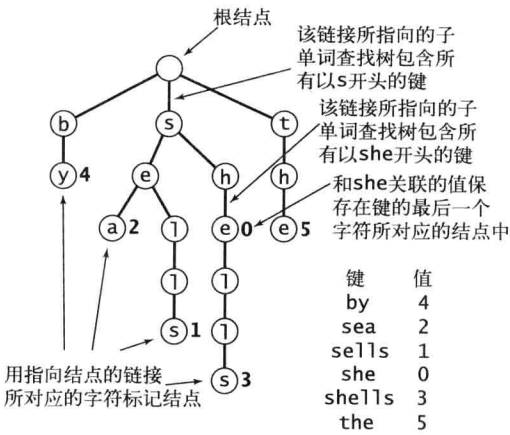 根结点
该链接所指向的子
单词查找树包含所
有以s开头的键
该链接所指向的子
单词查找树包含所
有以she开头的键
b
s
t
y 4
e
h
h
和she关联的值保
存在键的最后一个
字符所对应的结点中
a 2
l
e 0
e 5
l
l
s 1
l
s 3
用指向结点的链接
所对应的字符标记结点
键 值
by 4
sea 2
sells 1
she 0
shells 3
the 5